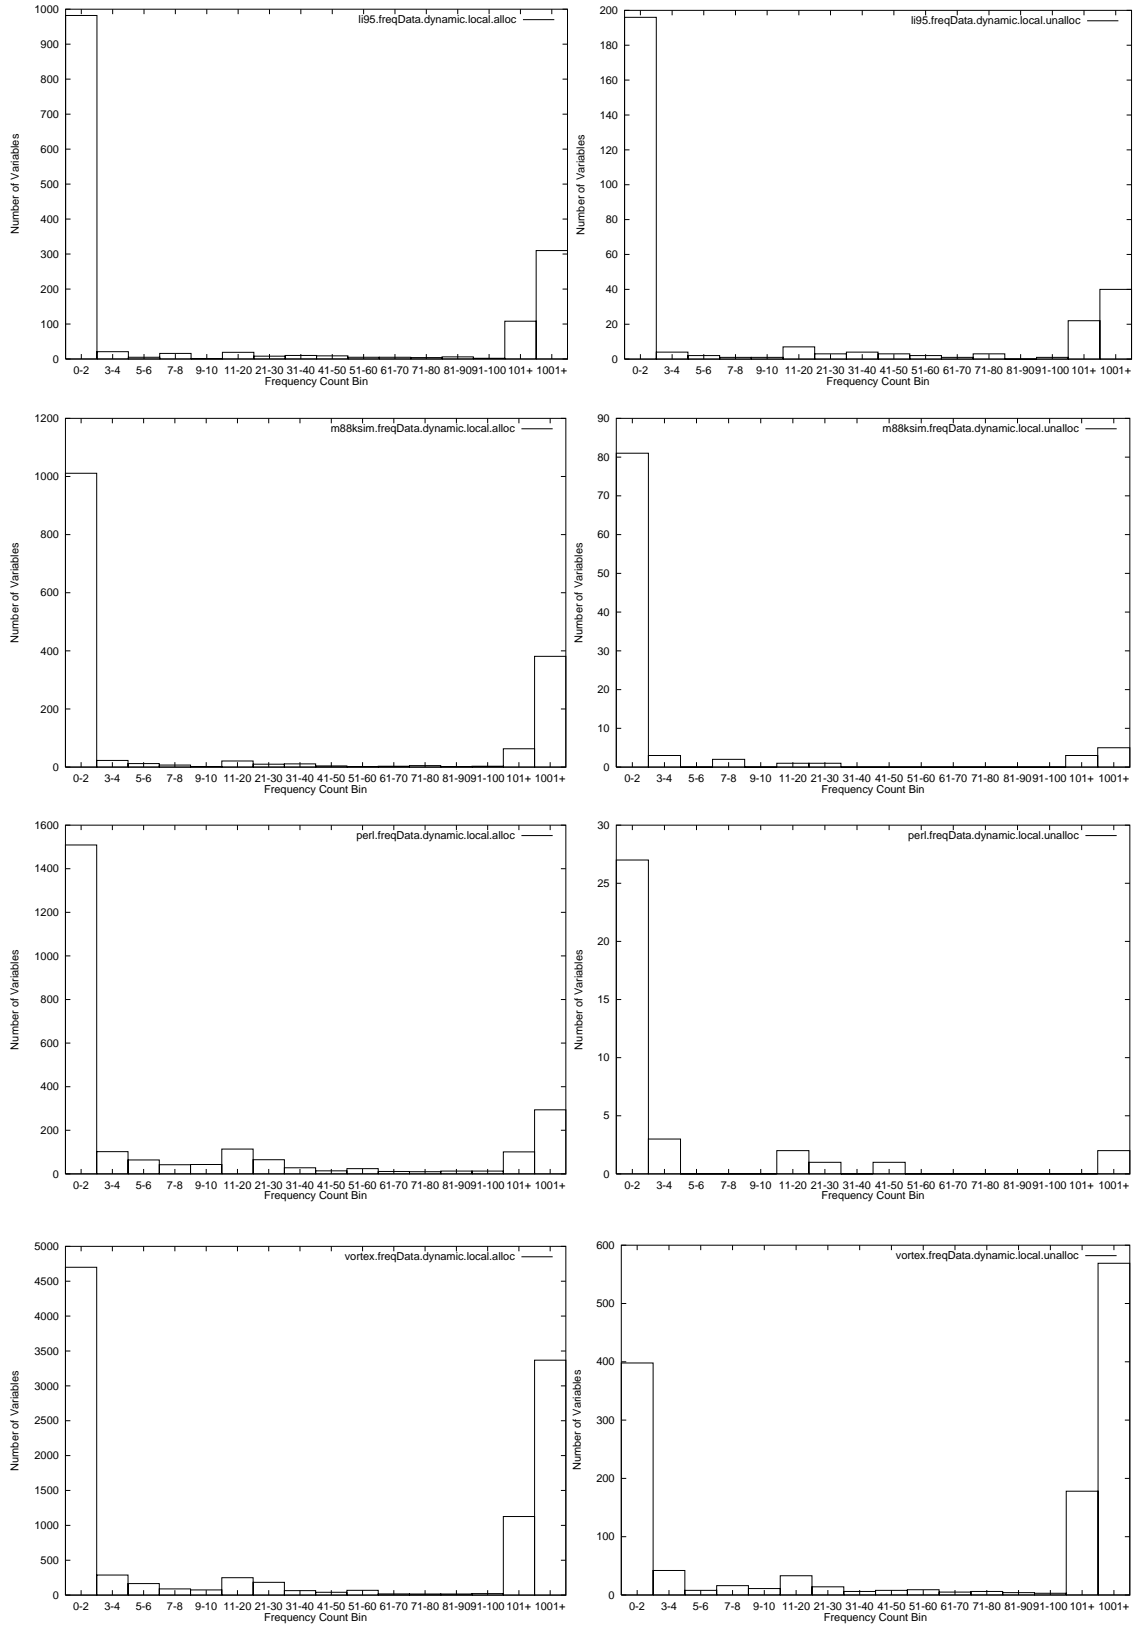 li95.freqData.dynamic.local.alloc
1000
900
800
700
600
500
400
300
200
100
0
Number of Variables
0-2 3-4 5-6 7-8 9-10 11-20 21-30 31-40 41-50 51-60 61-70 71-80 81-90 91-100 101+ 1001+
Frequency Count Bin
li95.freqData.dynamic.local.unalloc
200
180
160
140
120
100
80
60
40
20
0
Number of Variables
0-2 3-4 5-6 7-8 9-10 11-20 21-30 31-40 41-50 51-60 61-70 71-80 81-90 91-100 101+ 1001+
Frequency Count Bin
m88ksim.freqData.dynamic.local.alloc
1200
1000
800
600
400
200
0
Number of Variables
0-2 3-4 5-6 7-8 9-10 11-20 21-30 31-40 41-50 51-60 61-70 71-80 81-90 91-100 101+ 1001+
Frequency Count Bin
m88ksim.freqData.dynamic.local.unalloc
90
80
70
60
50
40
30
20
10
0
Number of Variables
0-2 3-4 5-6 7-8 9-10 11-20 21-30 31-40 41-50 51-60 61-70 71-80 81-90 91-100 101+ 1001+
Frequency Count Bin
perl.freqData.dynamic.local.alloc
1600
1400
1200
1000
800
600
400
200
0
Number of Variables
0-2 3-4 5-6 7-8 9-10 11-20 21-30 31-40 41-50 51-60 61-70 71-80 81-90 91-100 101+ 1001+
Frequency Count Bin
perl.freqData.dynamic.local.unalloc
30
25
20
15
10
5
0
Number of Variables
0-2 3-4 5-6 7-8 9-10 11-20 21-30 31-40 41-50 51-60 61-70 71-80 81-90 91-100 101+ 1001+
Frequency Count Bin
vortex.freqData.dynamic.local.alloc
5000
4500
4000
3500
3000
2500
2000
1500
1000
500
0
Number of Variables
0-2 3-4 5-6 7-8 9-10 11-20 21-30 31-40 41-50 51-60 61-70 71-80 81-90 91-100 101+ 1001+
Frequency Count Bin
vortex.freqData.dynamic.local.unalloc
600
500
400
300
200
100
0
Number of Variables
0-2 3-4 5-6 7-8 9-10 11-20 21-30 31-40 41-50 51-60 61-70 71-80 81-90 91-100 101+ 1001+
Frequency Count Bin